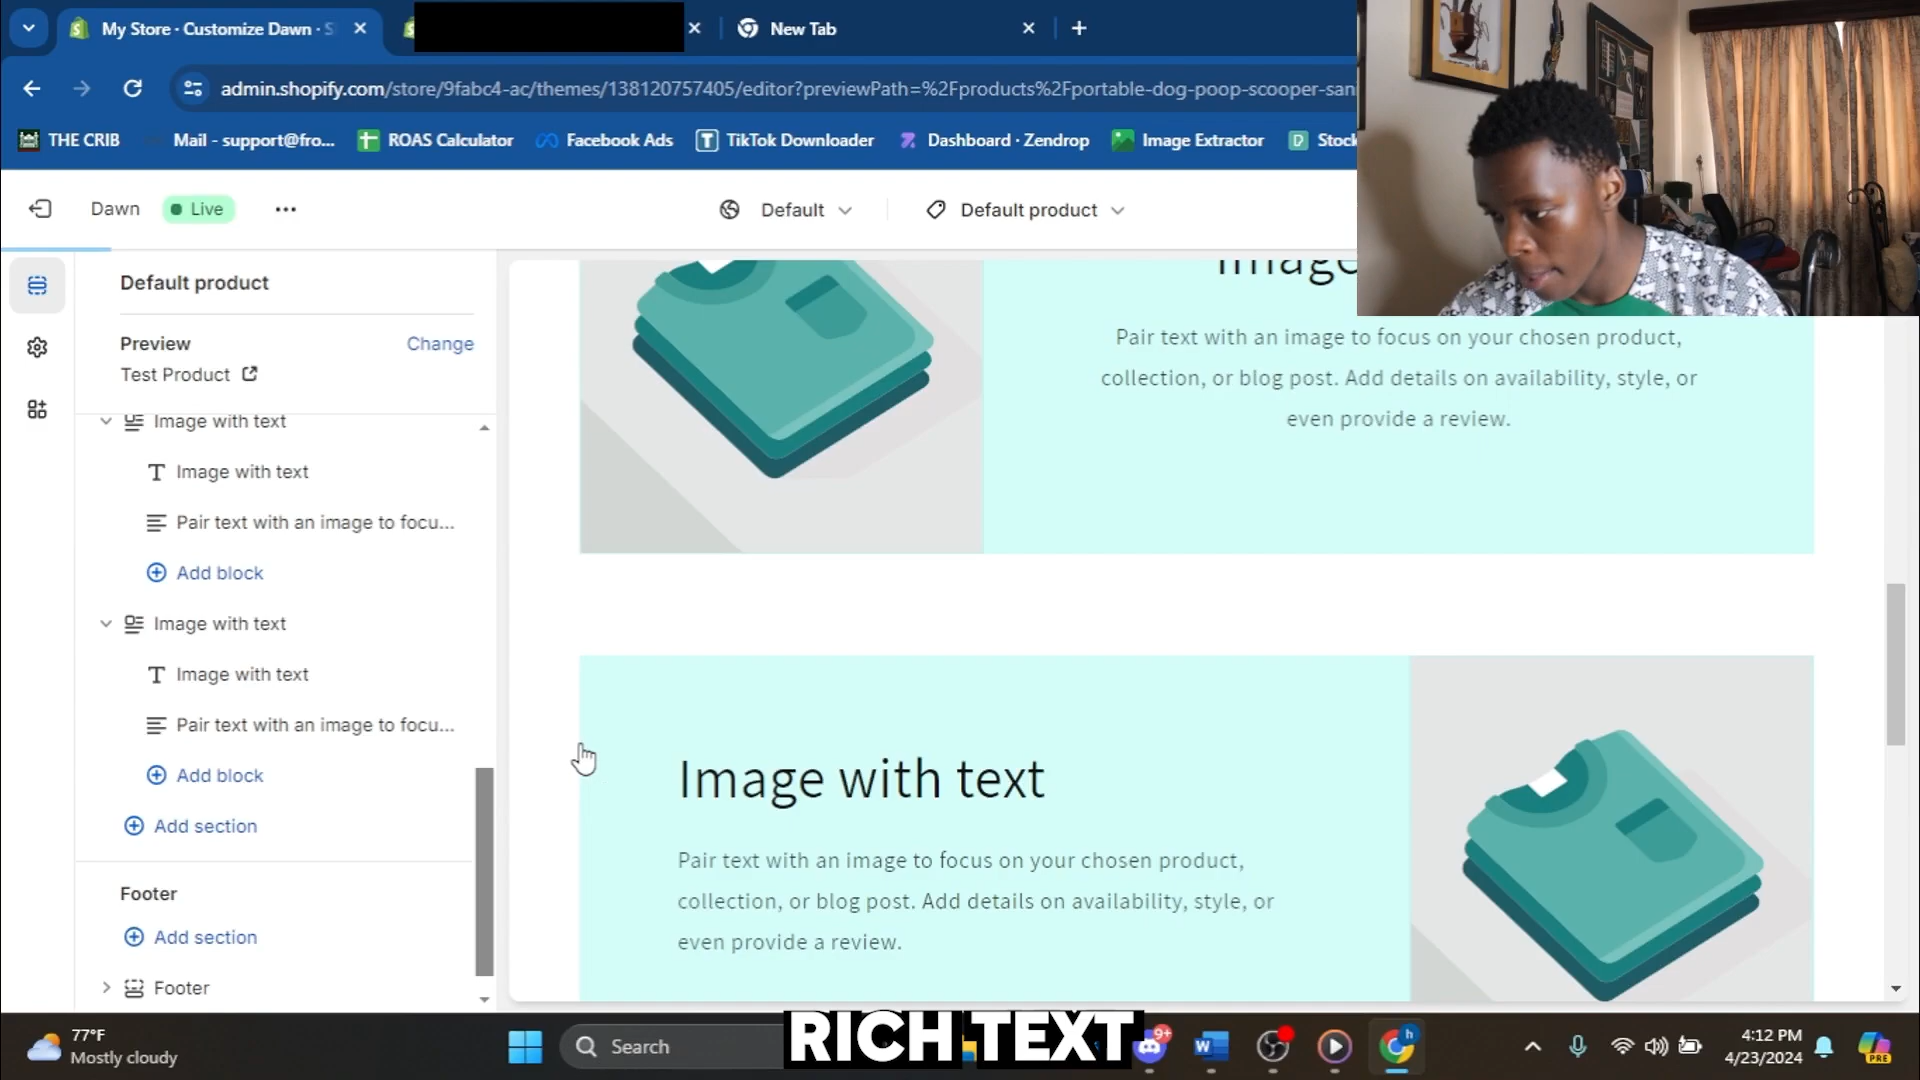 My Store · Customize Dawn · S
New Tab
admin.shopify.com/store/9fabc4-ac/themes/138120757405/editor?previewPath=%2Fproducts%2Fportable-dog-poop-scooper-san
THE CRIB
Mail - support@fro...
ROAS Calculator
Facebook Ads
TikTok Downloader
Dashboard · Zendrop
Image Extractor
Stock
Dawn
Live
Default
Default product
Default product
Preview
Change
Test Product
Image with text
Image with text
Pair text with an image to focu...
Add block
Image with text
Image with text
Pair text with an image to focu...
Add block
Add section
Footer
Add section
Footer
Image
Pair text with an image to focus on your chosen product,
collection, or blog post. Add details on availability, style, or
even provide a review.
Image with text
Pair text with an image to focus on your chosen product,
collection, or blog post. Add details on availability, style, or
even provide a review.
RICH TEXT
77°F
Mostly cloudy
Search
9+
4:12 PM
4/23/2024
PRE